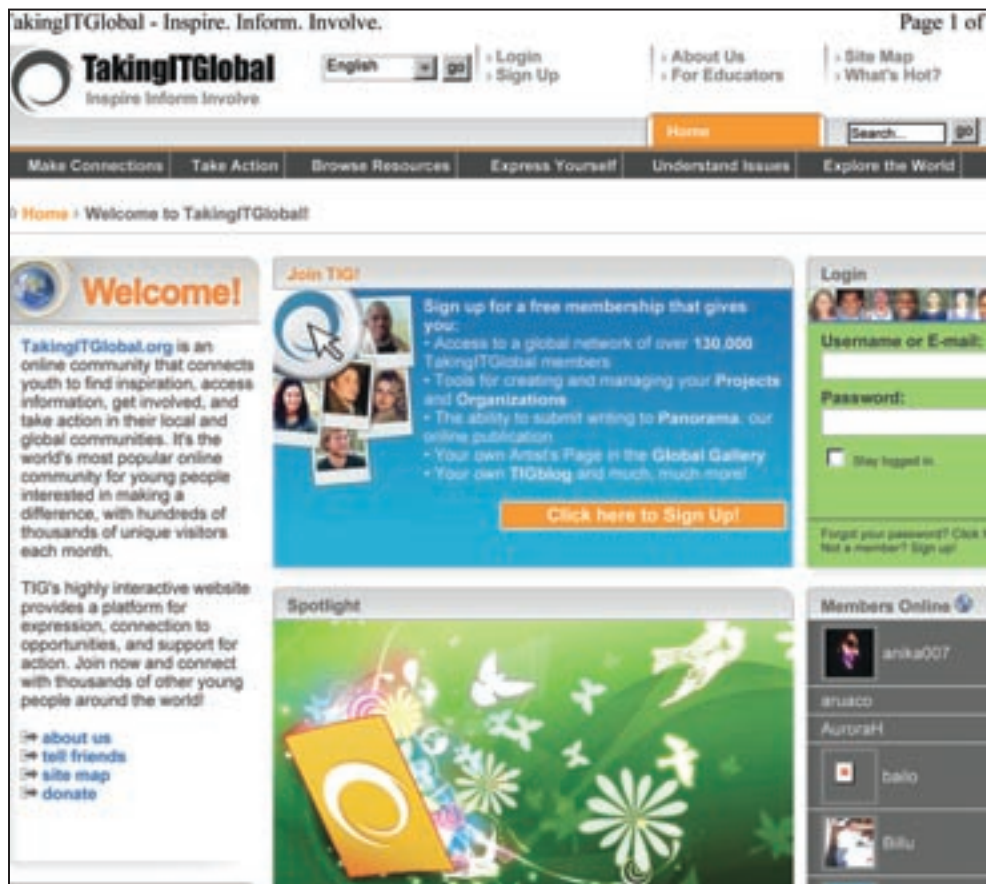 akingITGlobal - Inspire. Inform. Involve.
Page 1 of
TakingITGlobal
Inspire Inform Involve
English
go
› Login
› Sign Up
› About Us
› For Educators
› Site Map
› What's Hot?
Home
Search...
go
Make Connections
Take Action
Browse Resources
Express Yourself
Understand Issues
Explore the World
Home › Welcome to TakingITGlobal!
Welcome!
TakingITGlobal.org is an
online community that connects
youth to find inspiration, access
information, get involved, and
take action in their local and
global communities. It's the
world's most popular online
community for young people
interested in making a
difference, with hundreds of
thousands of unique visitors
each month.
TIG's highly interactive website
provides a platform for
expression, connection to
opportunities, and support for
action. Join now and connect
with thousands of other young
people around the world!
about us
tell friends
site map
donate
Join TIG!
Sign up for a free membership that gives
you:
• Access to a global network of over 130,000
TakingITGlobal members
• Tools for creating and managing your Projects
and Organizations
• The ability to submit writing to Panorama, our
online publication
• Your own Artist's Page in the Global Gallery
• Your own TIGblog and much, much more!
Click here to Sign Up!
Spotlight
Login
Username or E-mail:
Password:
Stay logged in.
Forgot your password? Click
Not a member? Sign up!
Members Online
anika007
aruaco
AuroraH
bailo
Billu